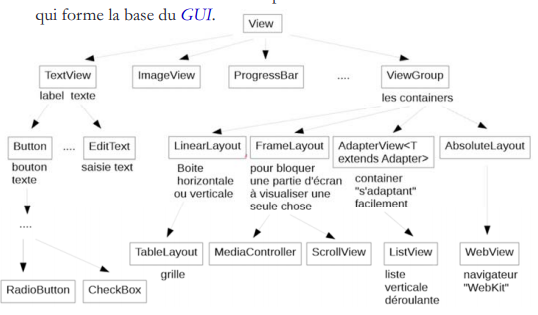 qui forme la base du GUI.
View
TextView
ImageView
ProgressBar
....
ViewGroup
label texte
les containers
Button
....
EditText
LinearLayout
FrameLayout
AdapterView<T
extends Adapter>
AbsoluteLayout
bouton
texte
saisie text
Boite
horizontale
ou verticale
pour bloquer
une partie d'écran
à visualiser une
seule chose
container
"s'adaptant"
facilement
....
TableLayout
MediaController
ScrollView
ListView
WebView
grille
liste
verticale
déroulante
navigateur
"WebKit"
RadioButton
CheckBox